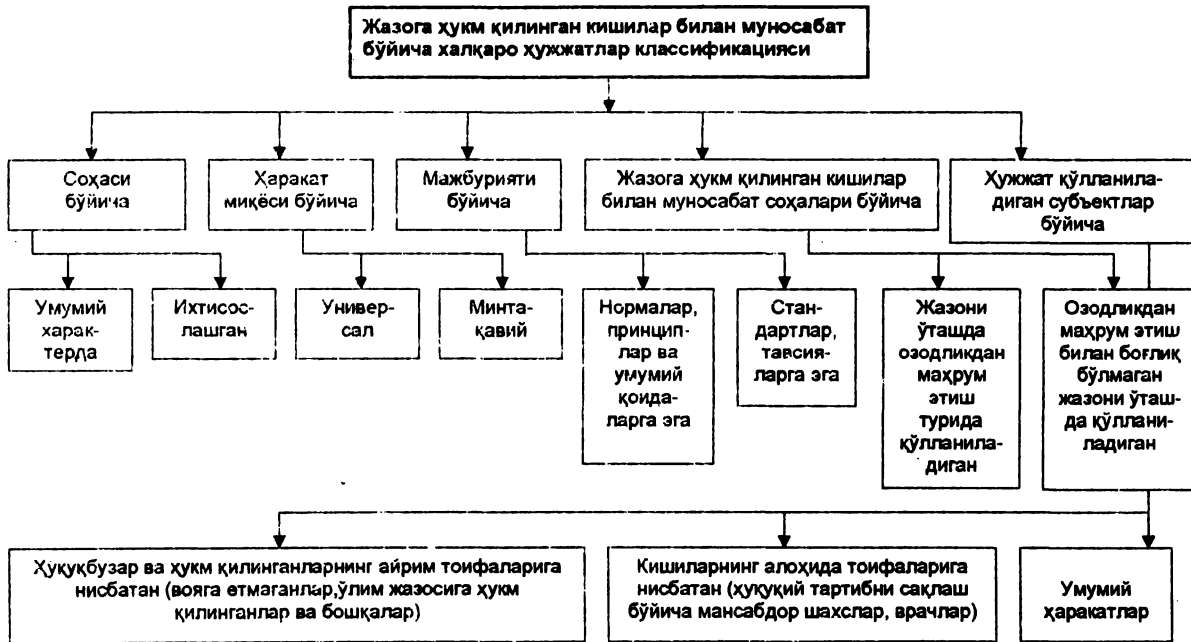 Жазога ҳукм қилинган кишилар билан муносабат
бўйича халқаро ҳужжатлар классификацияси
Соҳаси
бўйича
Ҳаракат
миқёси бўйича
Мажбурияти
бўйича
Жазога ҳукм қилинган кишилар
билан муносабат соҳалари бўйича
Ҳужжат қўлланила-
диган субъектлар
бўйича
Умумий
харак-
терда
Ихтисос-
лашган
Универ-
сал
Минта-
қавий
Нормалар,
принцип-
лар ва
умумий
қоида-
ларга эга
Стан-
дартлар,
тавсия-
ларга эга
Жазони
ўташда
озодликдан
маҳрум
этиш
турида
қўлланила-
диган
Озодликдан
маҳрум этиш
билан боғлиқ
бўлмаган
жазони ўташ-
да қўллани-
ладиган
Ҳуқуқбузар ва ҳукм қилинганларнинг айрим тоифаларига
нисбатан (вояга етмаганлар,ўлим жазосига ҳукм
қилинганлар ва бошқалар)
Кишиларнинг алоҳида тоифаларига
нисбатан (ҳуқуқий тартибни сақлаш
бўйича мансабдор шахслар, врачлар)
Умумий
ҳаракатлар